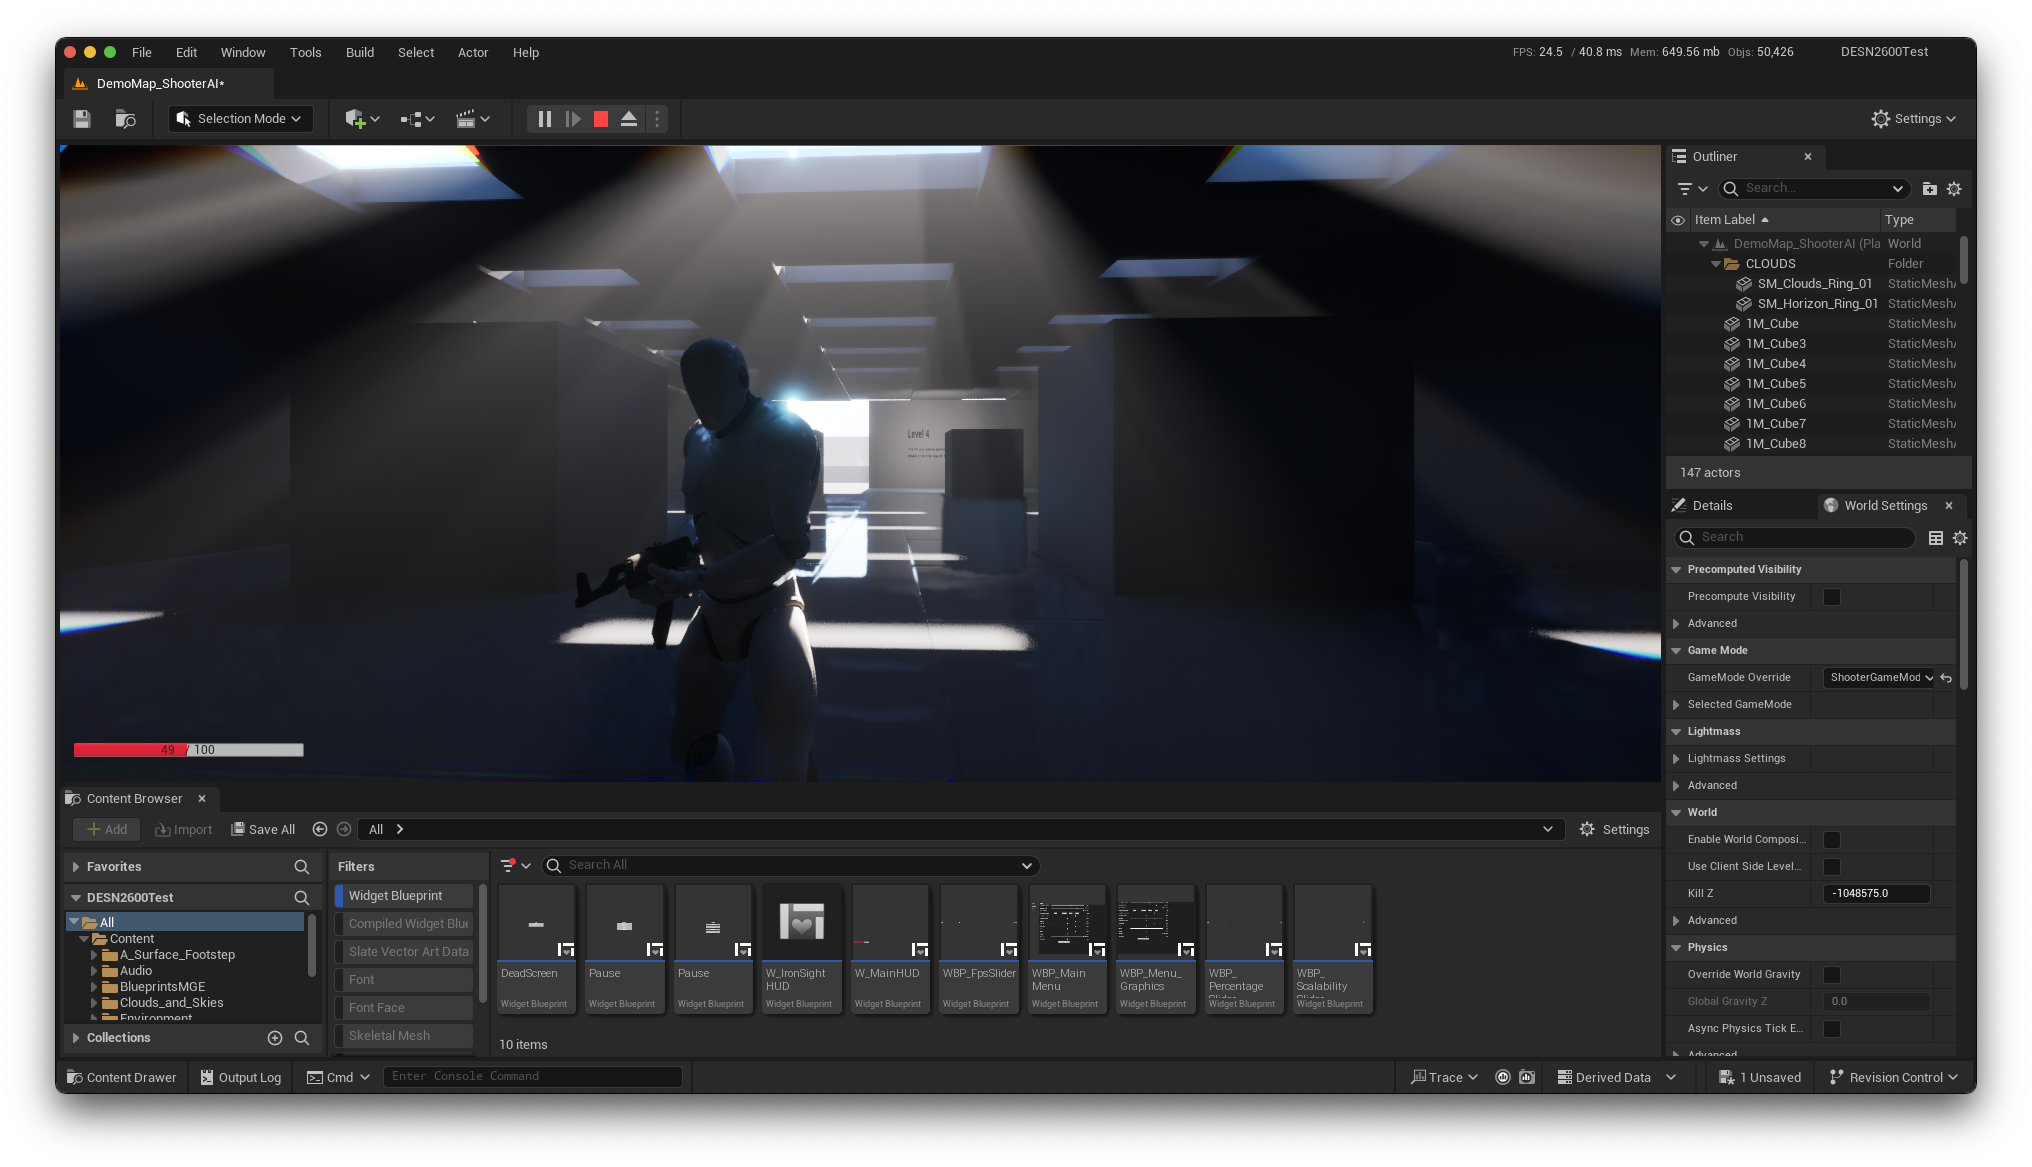 File Edit Window Tools Build Select Actor Help
FPS: 24.5 / 40.8 ms Mem: 649.56 mb Objs: 50,426
DESN2600Test
DemoMap_ShooterAI*
Selection Mode
Settings
Level 4
49 / 100
Outliner
Search...
Item Label Type
DemoMap_ShooterAI (Pla World
CLOUDS Folder
SM_Clouds_Ring_01 StaticMesh
SM_Horizon_Ring_01 StaticMesh
1M_Cube StaticMesh
1M_Cube3 StaticMesh
1M_Cube4 StaticMesh
1M_Cube5 StaticMesh
1M_Cube6 StaticMesh
1M_Cube7 StaticMesh
1M_Cube8 StaticMesh
147 actors
Details World Settings
Search
Precomputed Visibility
Precompute Visibility
Advanced
Game Mode
GameMode Override ShooterGameMod
Selected GameMode
Lightmass
Lightmass Settings
Advanced
World
Enable World Composi...
Use Client Side Level...
Kill Z -1048575.0
Advanced
Physics
Override World Gravity
Global Gravity Z 0.0
Async Physics Tick E...
Advanced
Content Browser
Add Import Save All All Settings
Favorites
DESN2600Test
All
Content
A_Surface_Footstep
Audio
BlueprintsMGE
Clouds_and_Skies
Environment
Collections
Filters
Widget Blueprint
Compiled Widget Blue
Slate Vector Art Data
Font
Font Face
Skeletal Mesh
Search All
DeadScreen
Widget Blueprint
Pause
Widget Blueprint
Pause
Widget Blueprint
W_IronSight
HUD
Widget Blueprint
W_MainHUD
Widget Blueprint
WBP_FpsSlider
Widget Blueprint
WBP_Main
Menu
Widget Blueprint
WBP_Menu_
Graphics
Widget Blueprint
WBP_
Percentage
Slider
Widget Blueprint
WBP_
Scalability
Slider
Widget Blueprint
10 items
Content Drawer Output Log Cmd Enter Console Command
Trace Derived Data 1 Unsaved Revision Control